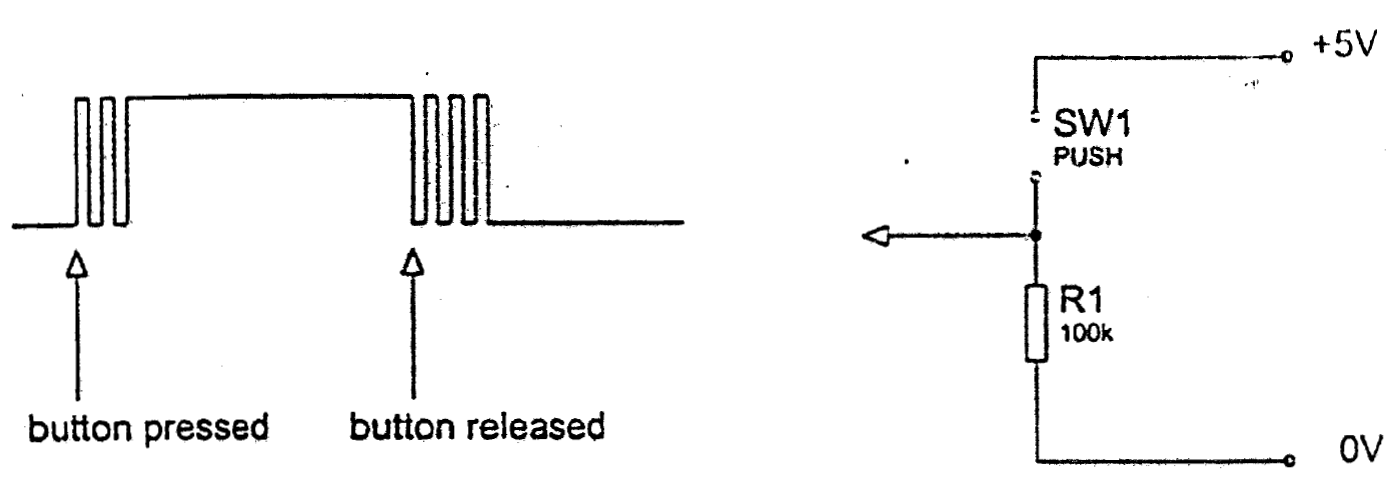 +5V
SW1
PUSH
R1
100k
button pressed
button released
0V